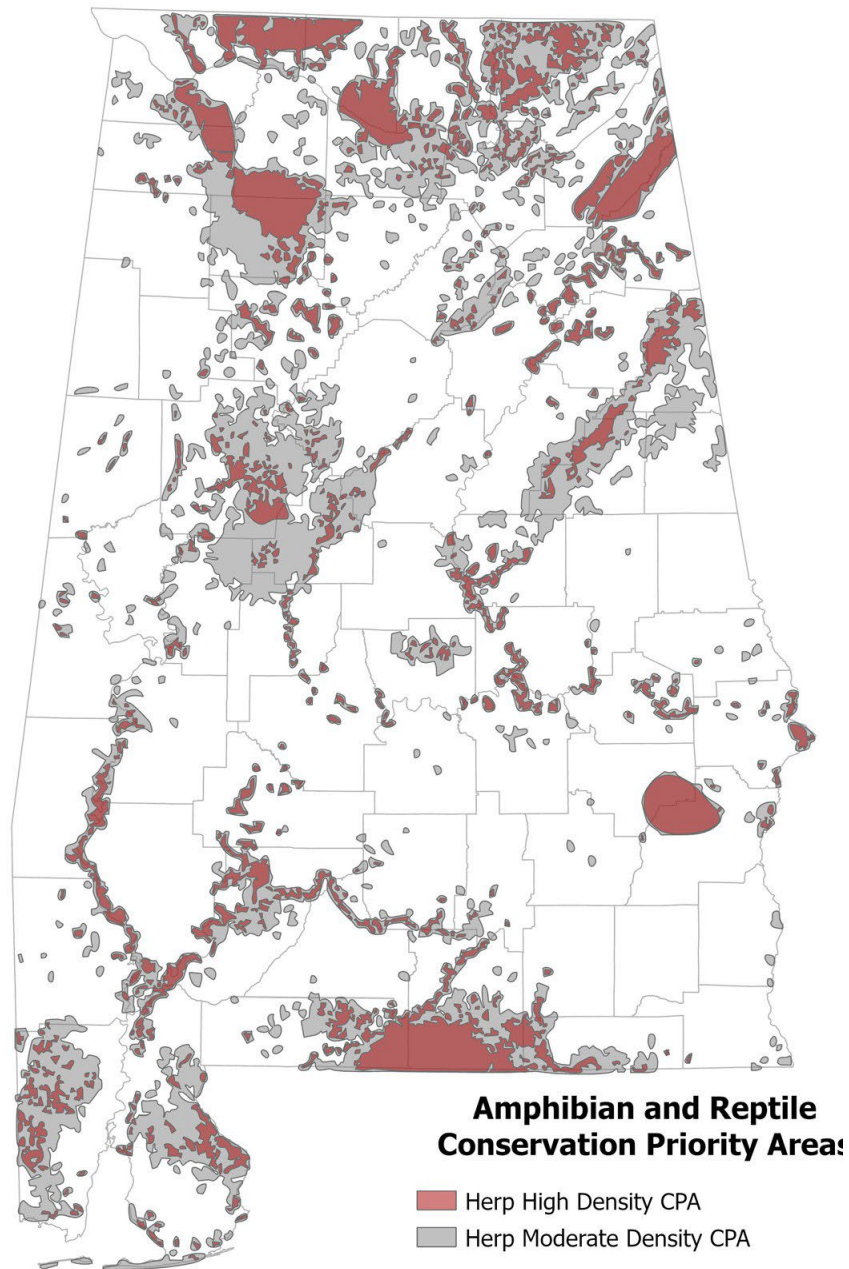 Amphibian and Reptile
Conservation Priority Areas
Herp High Density CPA
Herp Moderate Density CPA